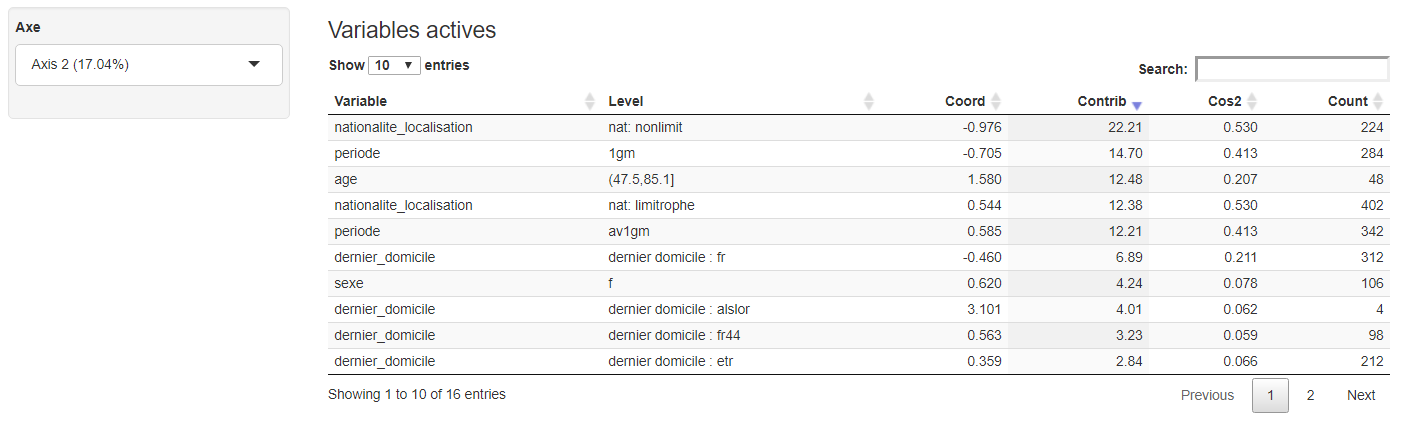 Axe
Axis 2 (17.04%)
Variables actives
Show 10 entries
Search:
Variable Level Coord Contrib Cos2 Count
nationalite_localisation nat: nonlimit -0.976 22.21 0.530 224
periode 1gm -0.705 14.70 0.413 284
age (47.5,85.1] 1.580 12.48 0.207 48
nationalite_localisation nat: limitrophe 0.544 12.38 0.530 402
periode av1gm 0.585 12.21 0.413 342
dernier_domicile dernier domicile : fr -0.460 6.89 0.211 312
sexe f 0.620 4.24 0.078 106
dernier_domicile dernier domicile : alslor 3.101 4.01 0.062 4
dernier_domicile dernier domicile : fr44 0.563 3.23 0.059 98
dernier_domicile dernier domicile : etr 0.359 2.84 0.066 212
Showing 1 to 10 of 16 entries
Previous 1 2 Next